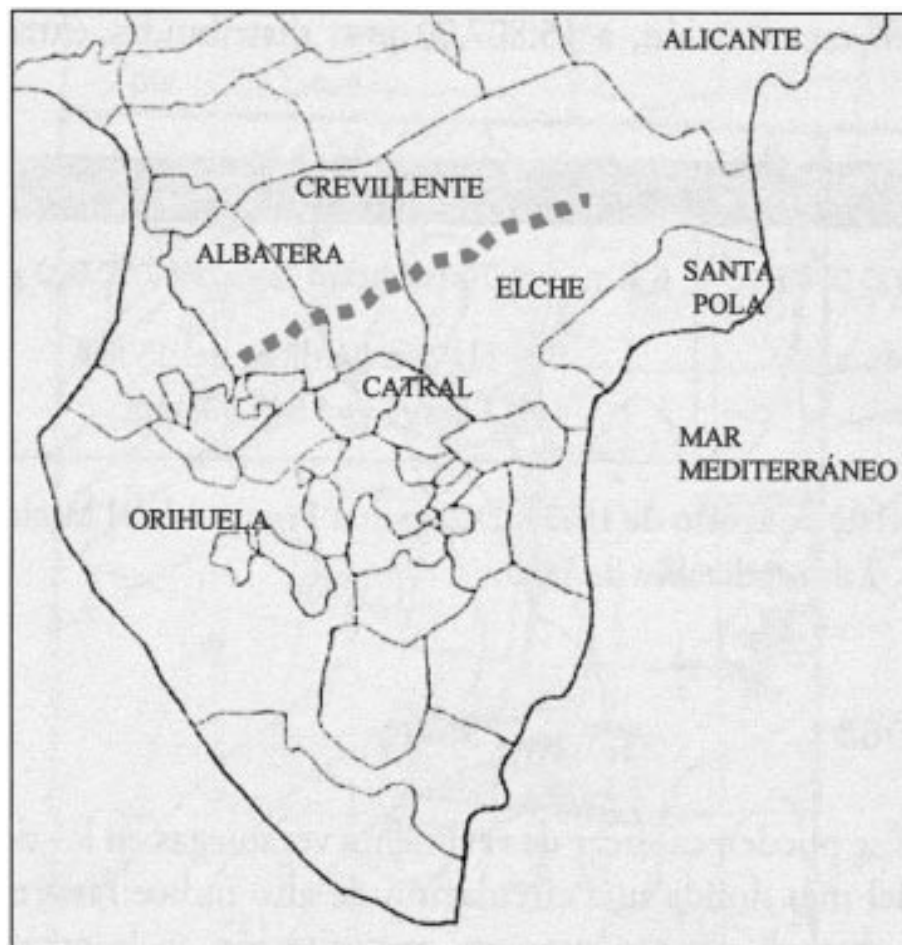 ALICANTE
CREVILLENTE
ALBATERA
ELCHE
SANTA
POLA
CATRAL
MAR
MEDITERRÁNEO
ORIHUELA